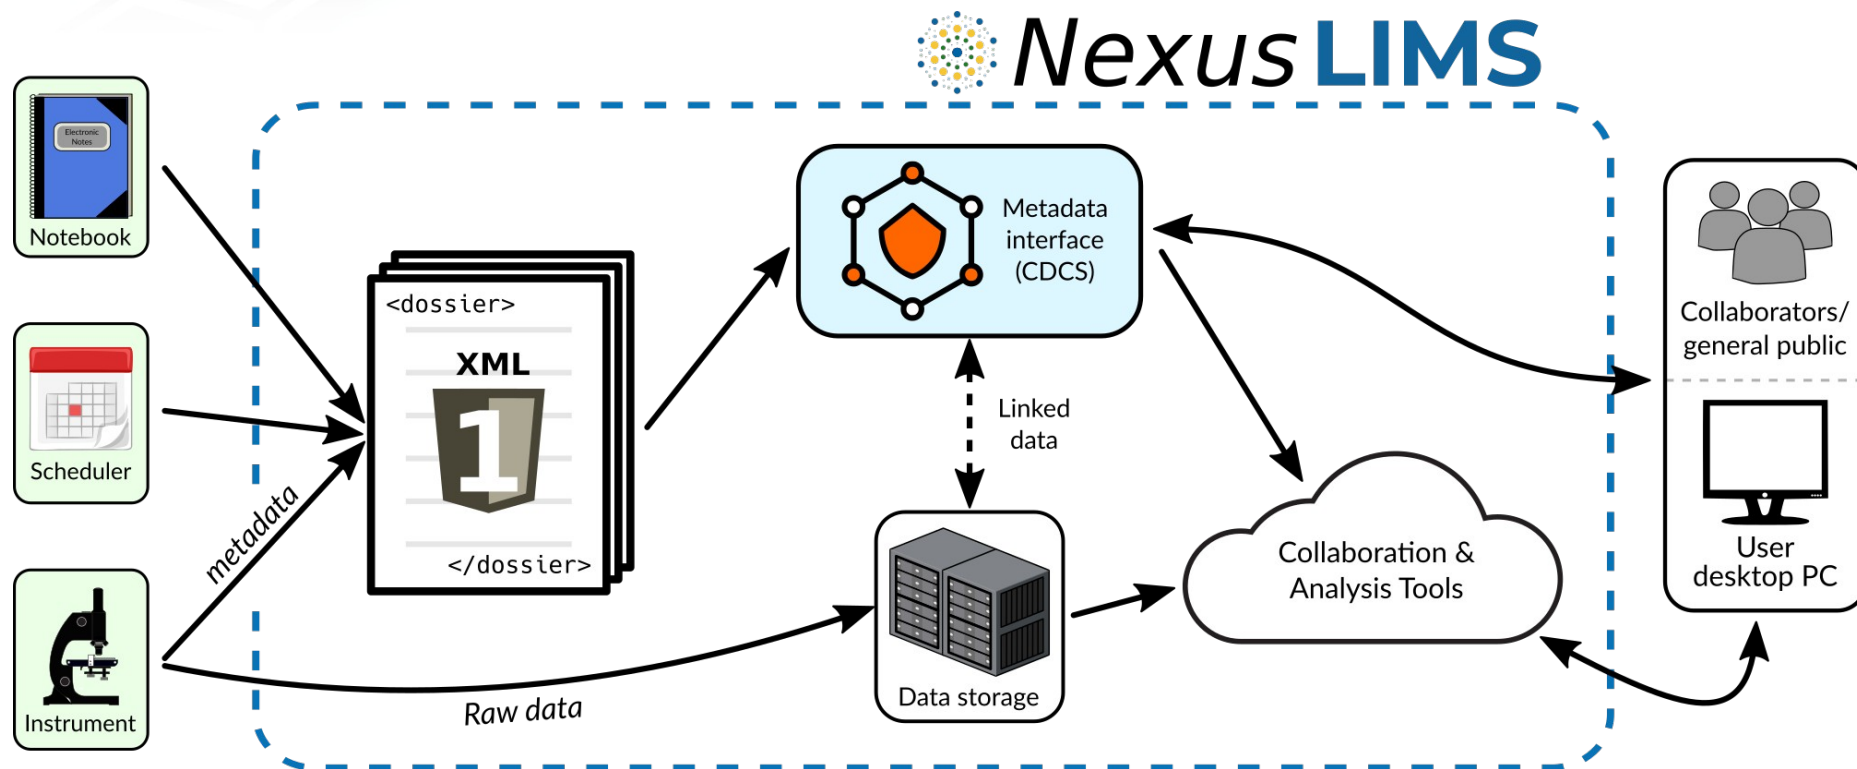 Nexus LIMS
Electronic
Notes
Notebook
Scheduler
Instrument
metadata
Raw data
<dossier>
XML
1
</dossier>
Metadata
interface
(CDCS)
Linked
data
Data storage
Collaboration &
Analysis Tools
Collaborators/
general public
User
desktop PC